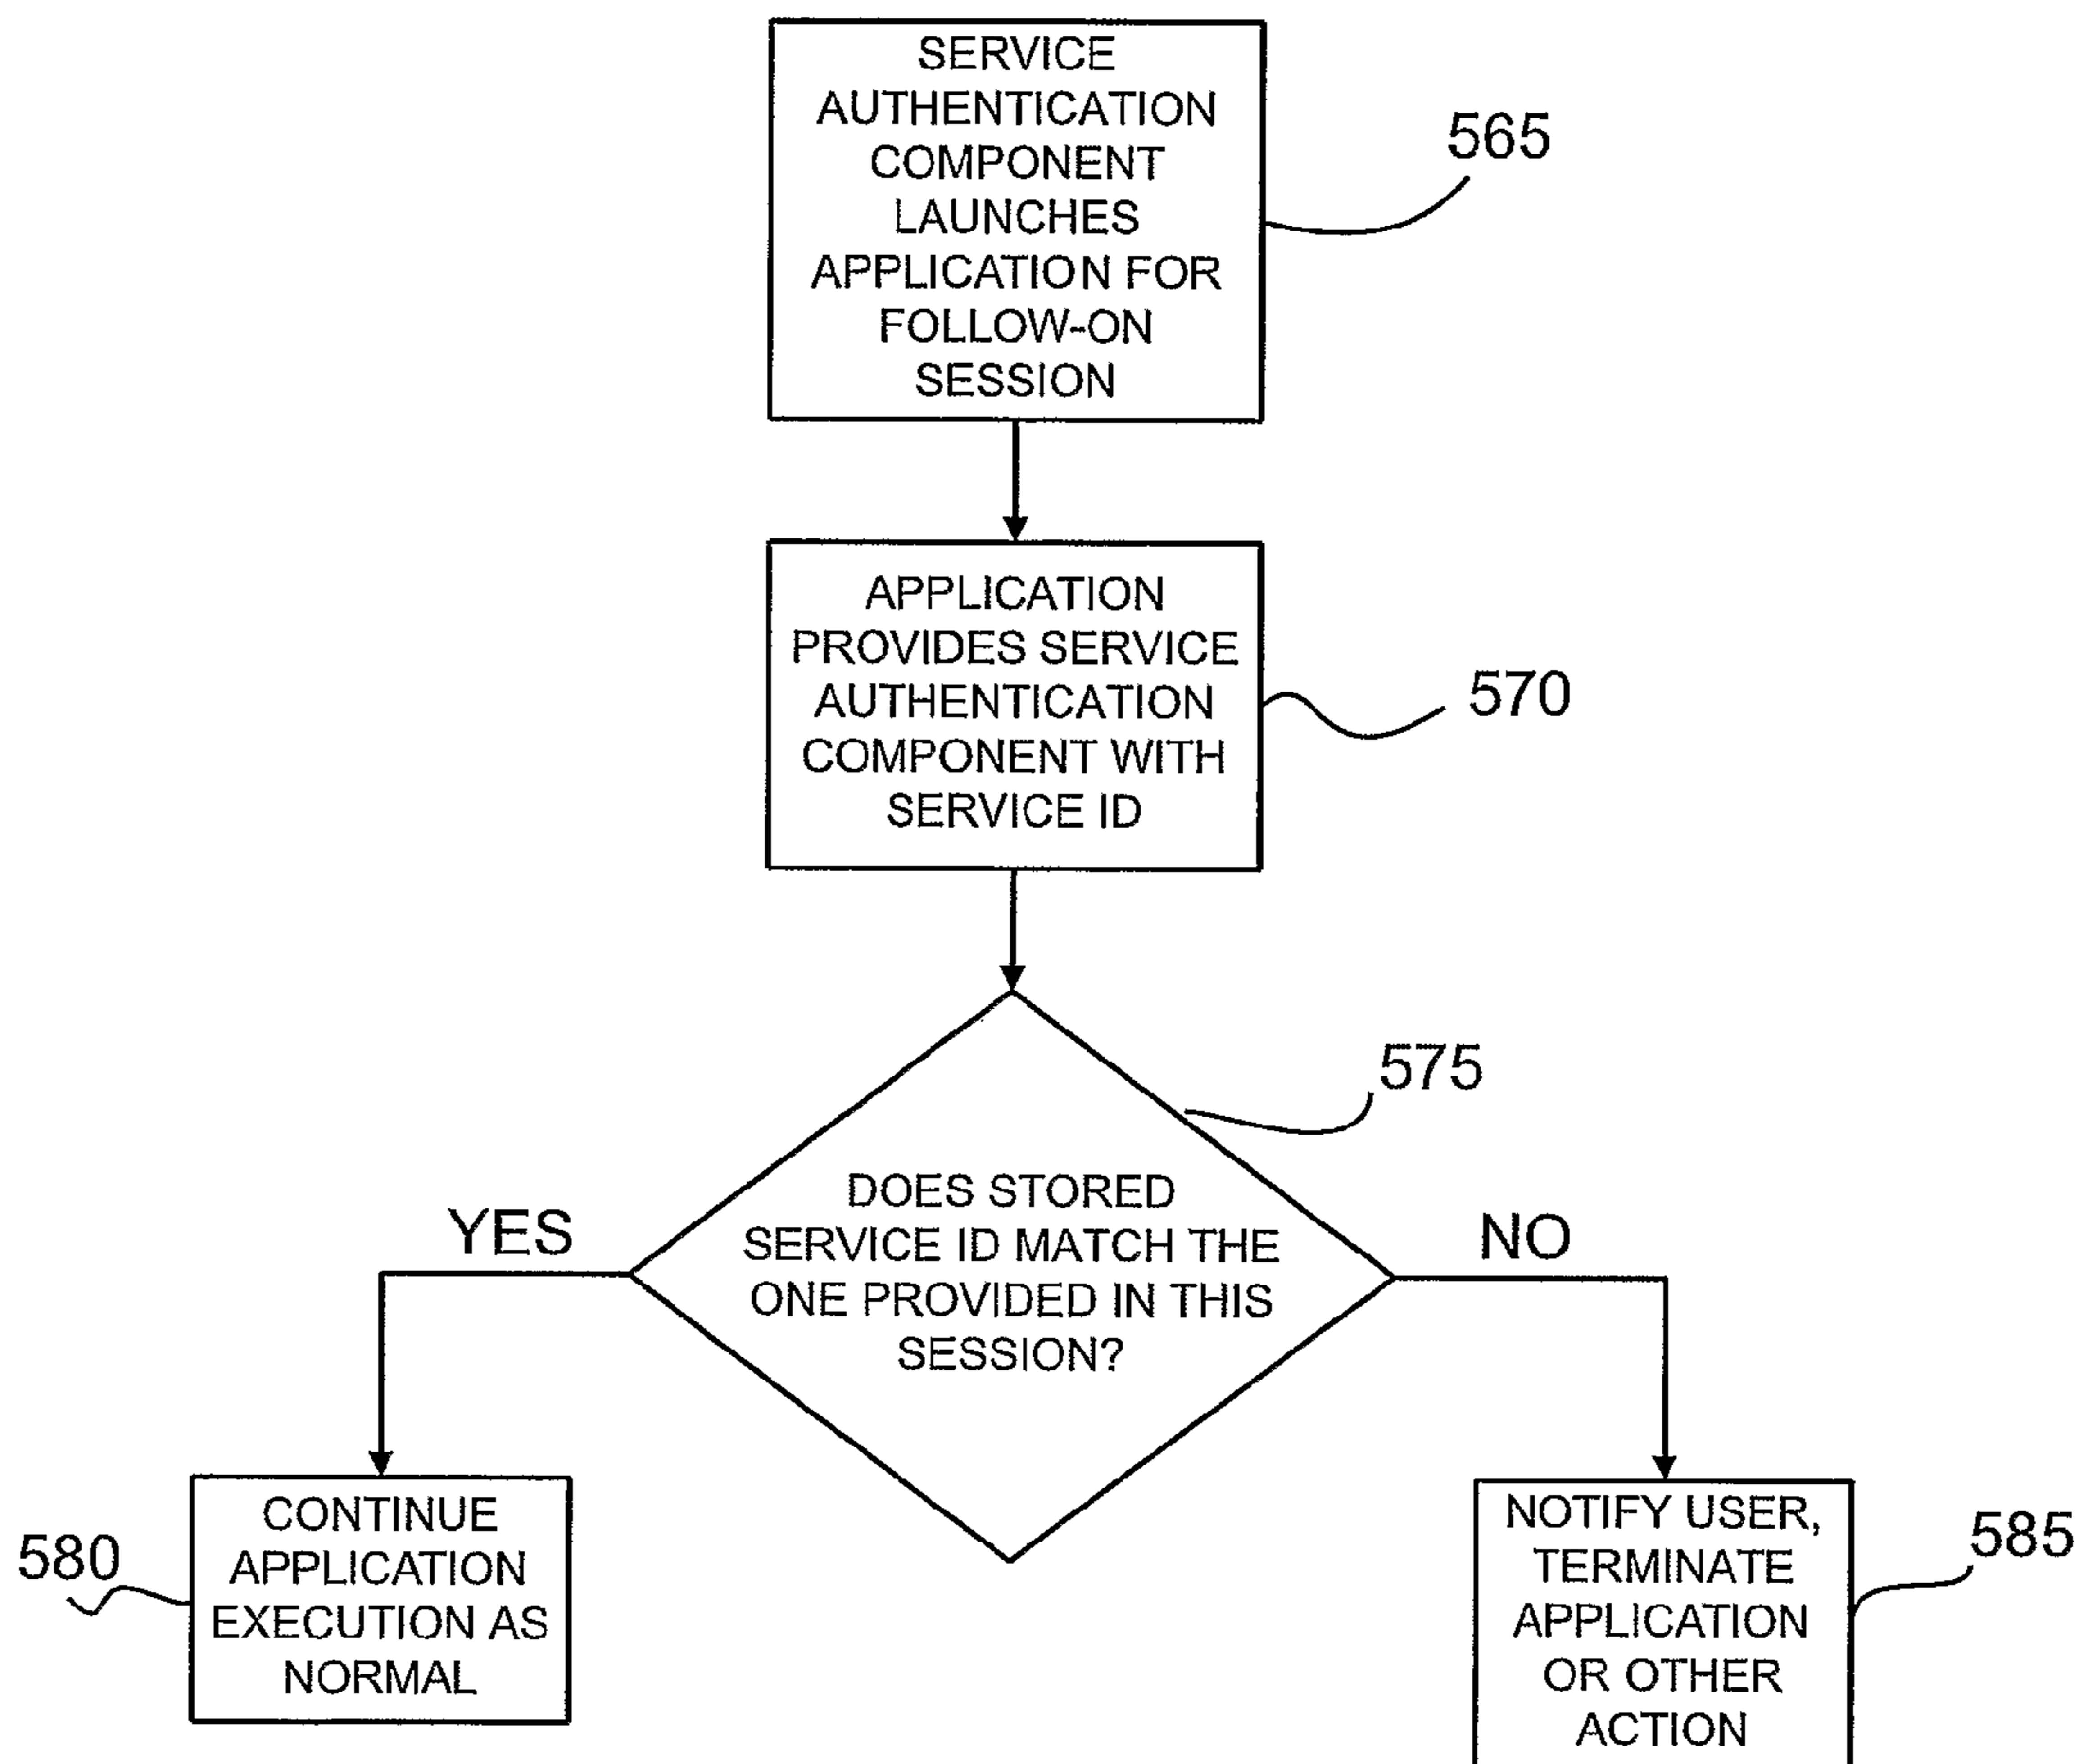 SERVICE
AUTHENTICATION
COMPONENT
LAUNCHES
APPLICATION FOR
FOLLOW-ON
SESSION
565
APPLICATION
PROVIDES SERVICE
AUTHENTICATION
COMPONENT WITH
SERVICE ID
570
575
DOES STORED
SERVICE ID MATCH THE
ONE PROVIDED IN THIS
SESSION?
YES
NO
580
CONTINUE
APPLICATION
EXECUTION AS
NORMAL
NOTIFY USER,
TERMINATE
APPLICATION
OR OTHER
ACTION
585